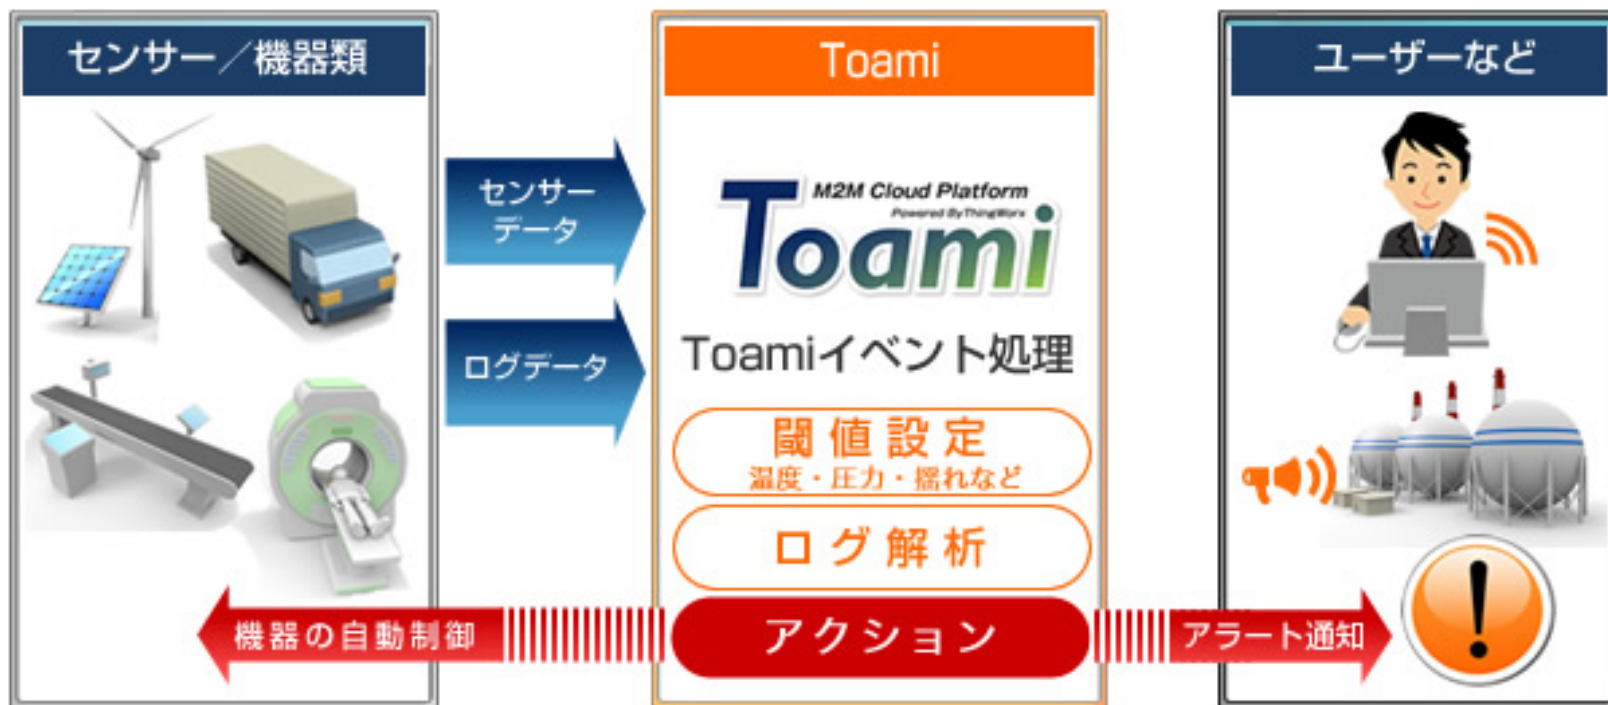 センサー／機器類
センサー
データ
ログデータ
Toami
M2M Cloud Platform
Powered By ThingWorx
Toami
Toamiイベント処理
閾値設定
温度・圧力・揺れなど
ログ解析
アクション
機器の自動制御
アラート通知
ユーザーなど
!